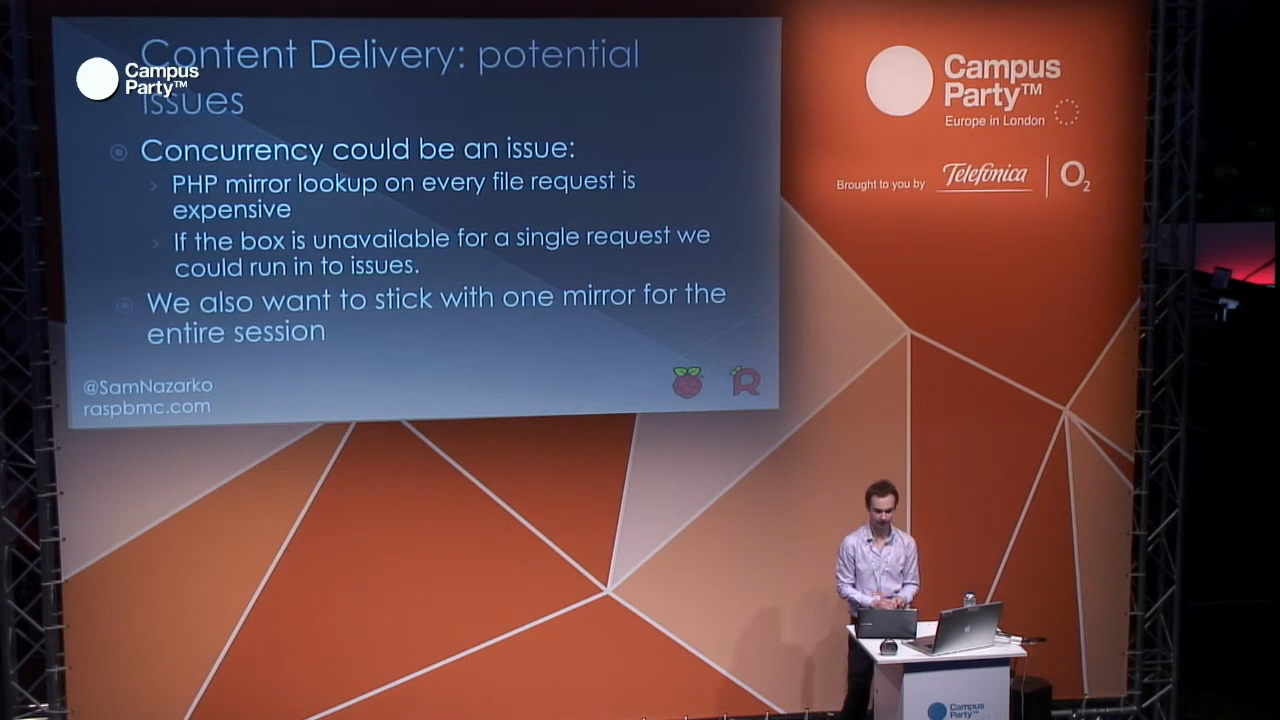 Content Delivery: potential
issues
Campus
Party™
Concurrency could be an issue:
PHP mirror lookup on every file request is
expensive
If the box is unavailable for a single request we
could run in to issues.
We also want to stick with one mirror for the
entire session
@SamNazarko
raspbmc.com
Campus
Party™
Europe in London
Brought to you by Telefónica O2
Campus
Party™